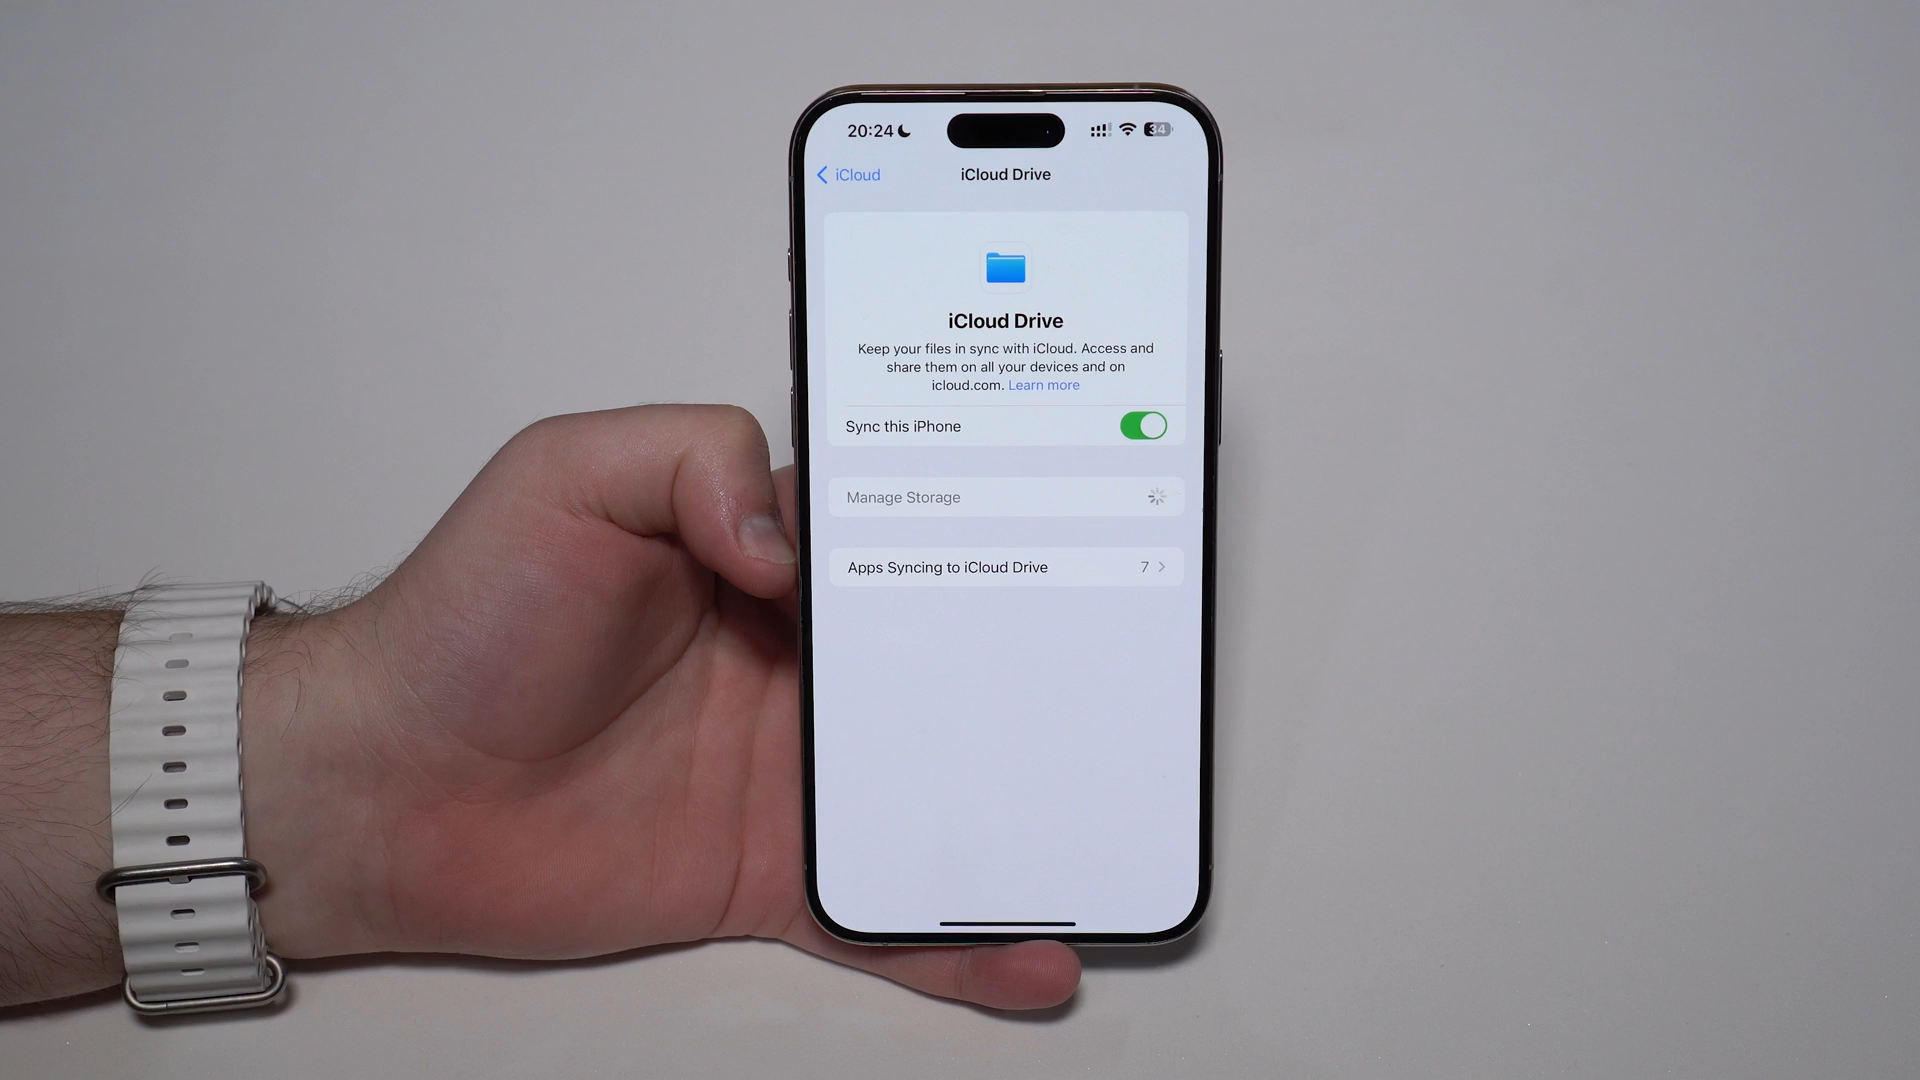 20:24
34
iCloud
iCloud Drive
iCloud Drive
Keep your files in sync with iCloud. Access and
share them on all your devices and on
icloud.com. Learn more
Sync this iPhone
Manage Storage
Apps Syncing to iCloud Drive 7